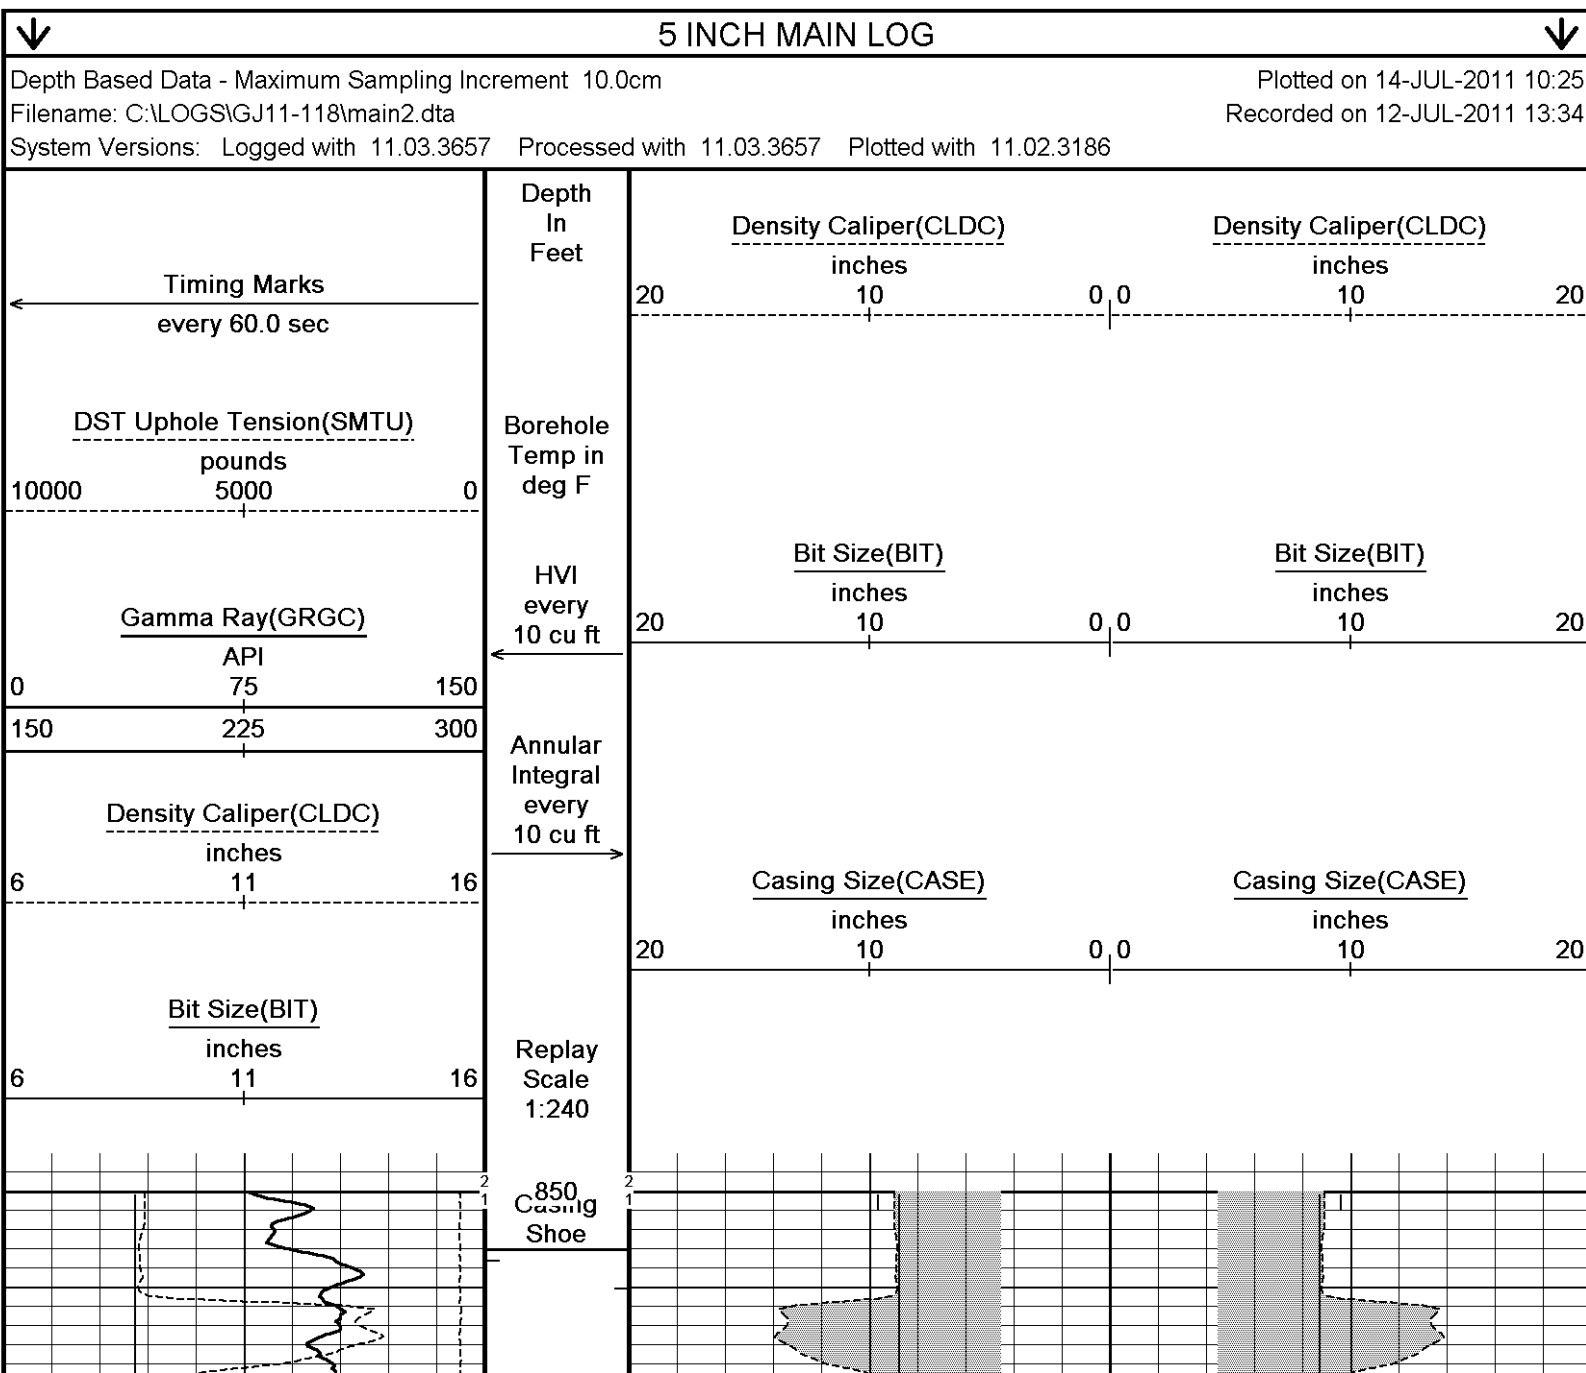 5 INCH MAIN LOG
Depth Based Data - Maximum Sampling Increment 10.0cm
Plotted on 14-JUL-2011 10:25
Filename: C:\LOGS\GJ11-118\main2.dta
Recorded on 12-JUL-2011 13:34
System Versions: Logged with 11.03.3657 Processed with 11.03.3657 Plotted with 11.02.3186
Timing Marks
every 60.0 sec
DST Uphole Tension(SMTU)
pounds
10000 5000 0
Gamma Ray(GRGC)
API
0 75 150
150 225 300
Density Caliper(CLDC)
inches
6 11 16
Bit Size(BIT)
inches
6 11 16
Depth
In
Feet
Borehole
Temp in
deg F
HVI
every
10 cu ft
Annular
Integral
every
10 cu ft
Replay
Scale
1:240
2
1
850
Casing
Shoe
2
1
Density Caliper(CLDC)
inches
20 10 0
Density Caliper(CLDC)
inches
0 10 20
Bit Size(BIT)
inches
20 10 0
Bit Size(BIT)
inches
0 10 20
Casing Size(CASE)
inches
20 10 0
Casing Size(CASE)
inches
0 10 20